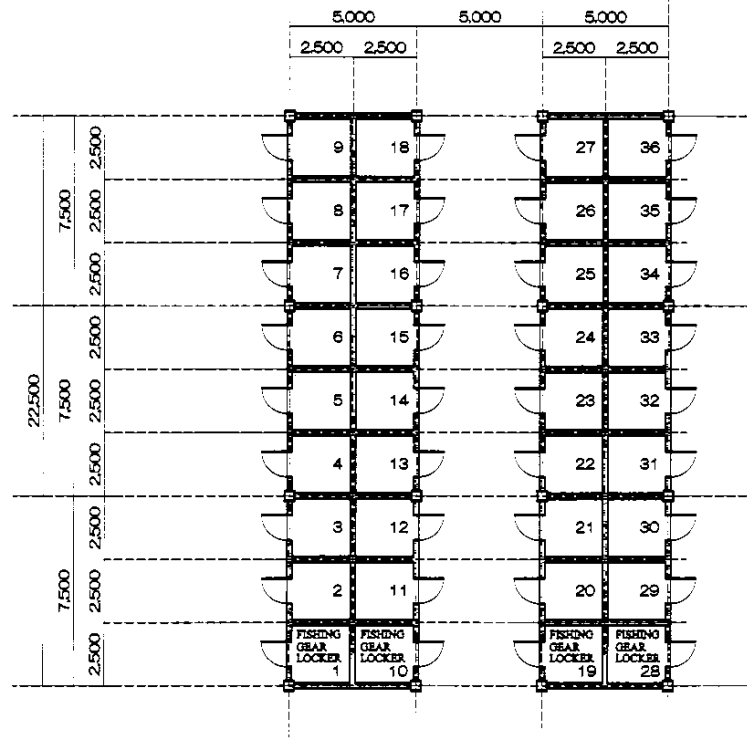 5.000 5.000 5.000
2.500 2.500 2.500 2.500
2.500 9 18 27 36
7.500 2.500 8 17 26 35
2.500 7 16 25 34
2.500 6 15 24 33
22.500 7.500 2.500 5 14 23 32
2.500 4 13 22 31
2.500 3 12 21 30
7.500 2.500 2 11 20 29
2.500
FISHING FISHING FISHING FISHING
GEAR GEAR GEAR GEAR
LOCKER LOCKER LOCKER LOCKER
1 10 19 28